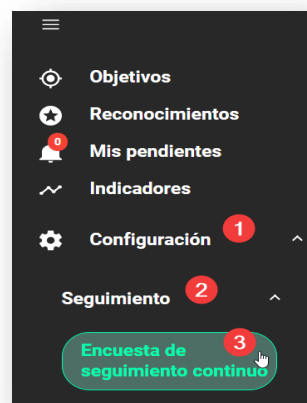 Objetivos
Reconocimientos
0
Mis pendientes
Indicadores
Configuración 1
Seguimiento 2
Encuesta de 3
seguimiento continuo